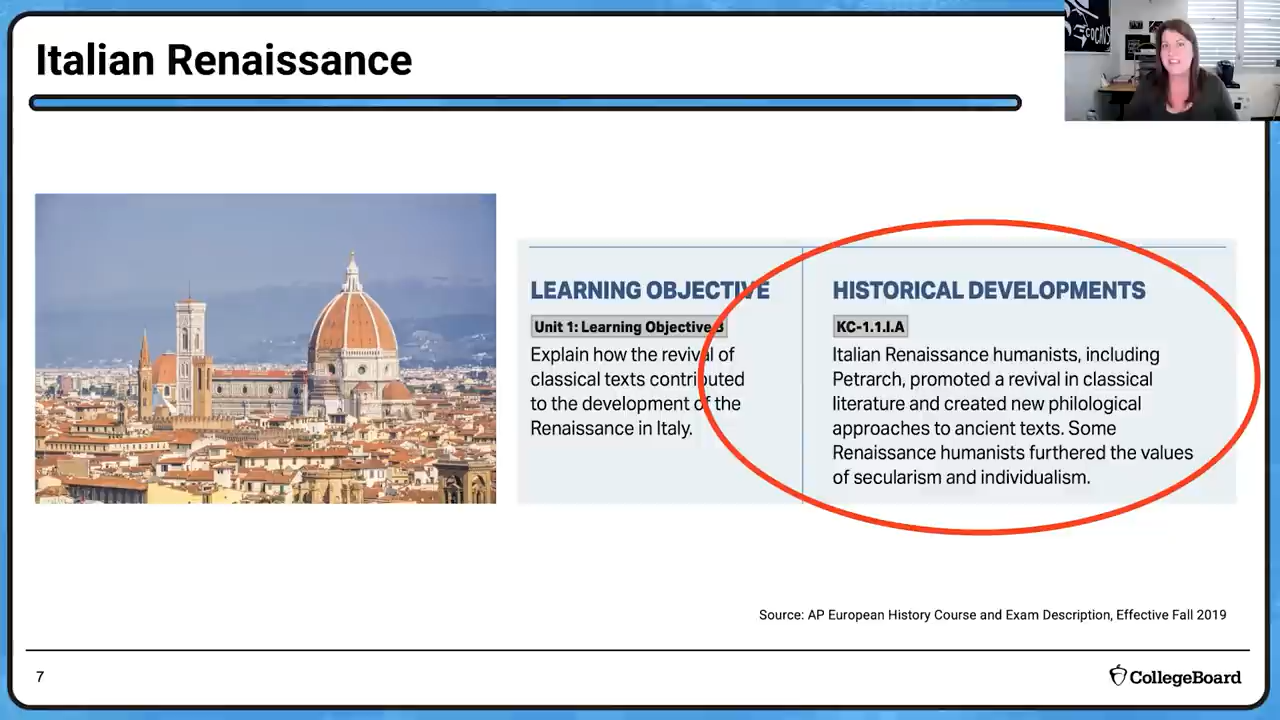 Italian Renaissance
LEARNING OBJECTIVE
Unit 1: Learning Objective B
Explain how the revival of
classical texts contributed
to the development of the
Renaissance in Italy.
HISTORICAL DEVELOPMENTS
KC-1.1.I.A
Italian Renaissance humanists, including
Petrarch, promoted a revival in classical
literature and created new philological
approaches to ancient texts. Some
Renaissance humanists furthered the values
of secularism and individualism.
Source: AP European History Course and Exam Description, Effective Fall 2019
7
CollegeBoard